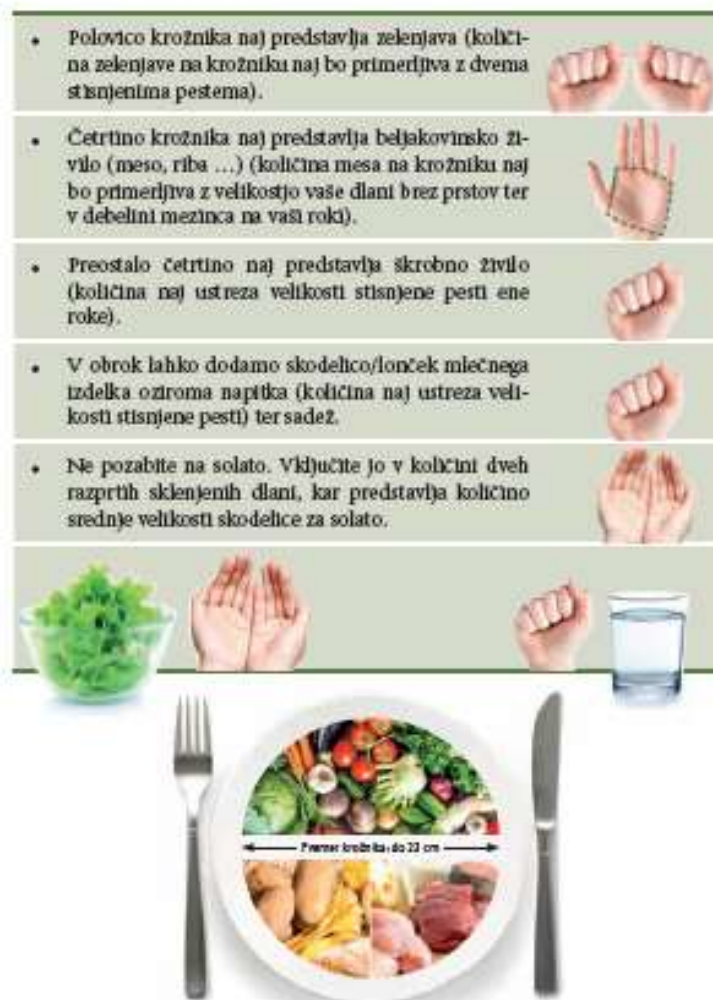 • Polovico krožnika naj predstavlja zelenjava (količi-
na zelenjave na krožniku naj bo primerljiva z dvema
stisnjenima pestema).
• Četrtino krožnika naj predstavlja beljakovinsko ži-
vilo (meso, riba ...) (količina mesa na krožniku naj
bo primerljiva z velikostjo vaše dlani brez prstov ter
v debelini mezinca na vaši roki).
• Preostalo četrtino naj predstavlja škrobno živilo
(količina naj ustreza velikosti stisnjene pesti ene
roke).
• V obrok lahko dodamo skodelico/lonček mlečnega
izdelka oziroma napitka (količina naj ustreza veli-
kosti stisnjene pesti) ter sadež.
• Ne pozabite na solato. Vključite jo v količini dveh
razprtih sklenjenih dlani, kar predstavlja količino
srednje velikosti skodelice za solato.
Premer krožnika: do 23 cm